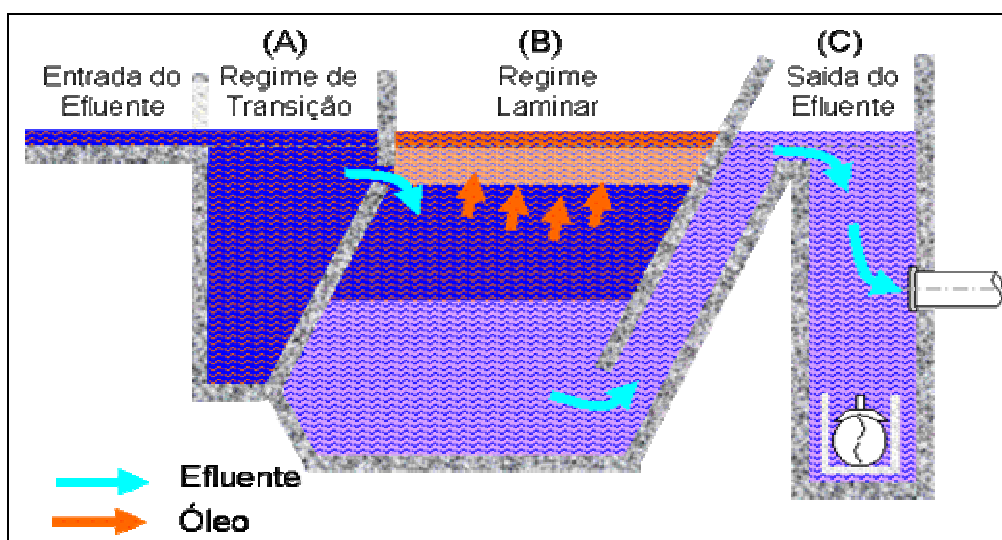 (A)
(B)
(C)
Entrada do
Efluente
Regime de
Transição
Regime
Laminar
Saida do
Efluente
Efluente
Óleo